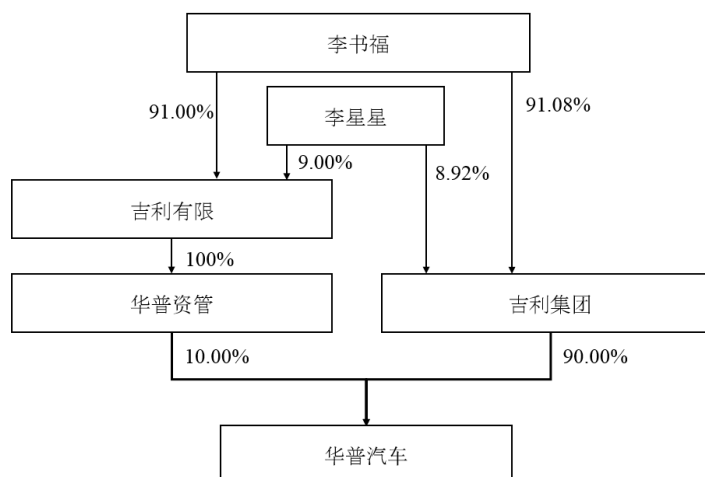 李书福
91.00%
李星星
91.08%
9.00%
8.92%
吉利有限
100%
华普资管
吉利集团
10.00%
90.00%
华普汽车